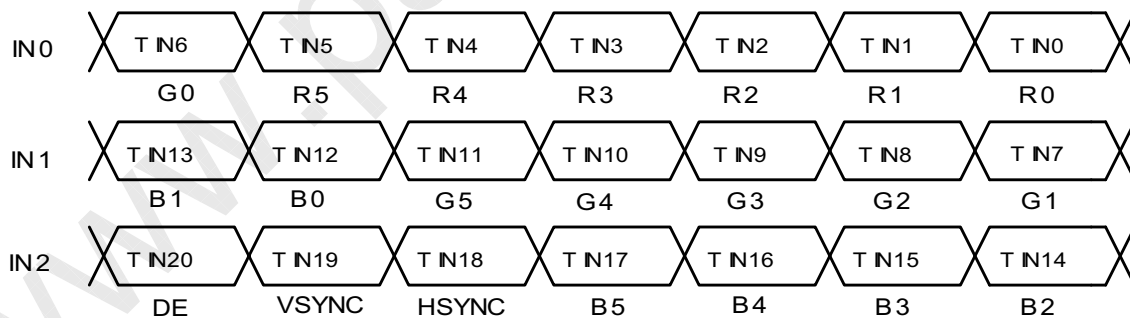 IN0 TIN6 TIN5 TIN4 TIN3 TIN2 TIN1 TIN0
G0 R5 R4 R3 R2 R1 R0
IN1 TIN13 TIN12 TIN11 TIN10 TIN9 TIN8 TIN7
B1 B0 G5 G4 G3 G2 G1
IN2 TIN20 TIN19 TIN18 TIN17 TIN16 TIN15 TIN14
DE VSYNC HSYNC B5 B4 B3 B2